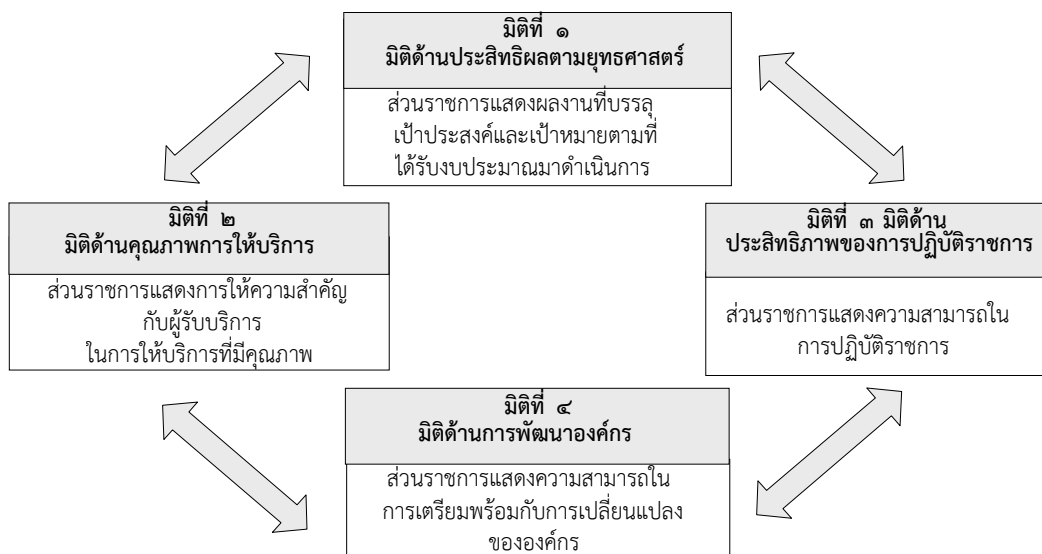 มิติที่ ๑
มิติด้านประสิทธิผลตามยุทธศาสตร์
ส่วนราชการแสดงผลงานที่บรรลุ
เป้าประสงค์และเป้าหมายตามที่
ได้รับงบประมาณมาดำเนินการ
มิติที่ ๒
มิติด้านคุณภาพการให้บริการ
ส่วนราชการแสดงการให้ความสำคัญ
กับผู้รับบริการ
ในการให้บริการที่มีคุณภาพ
มิติที่ ๓ มิติด้าน
ประสิทธิภาพของการปฏิบัติราชการ
ส่วนราชการแสดงความสามารถใน
การปฏิบัติราชการ
มิติที่ ๔
มิติด้านการพัฒนาองค์กร
ส่วนราชการแสดงความสามารถใน
การเตรียมพร้อมกับการเปลี่ยนแปลง
ขององค์กร